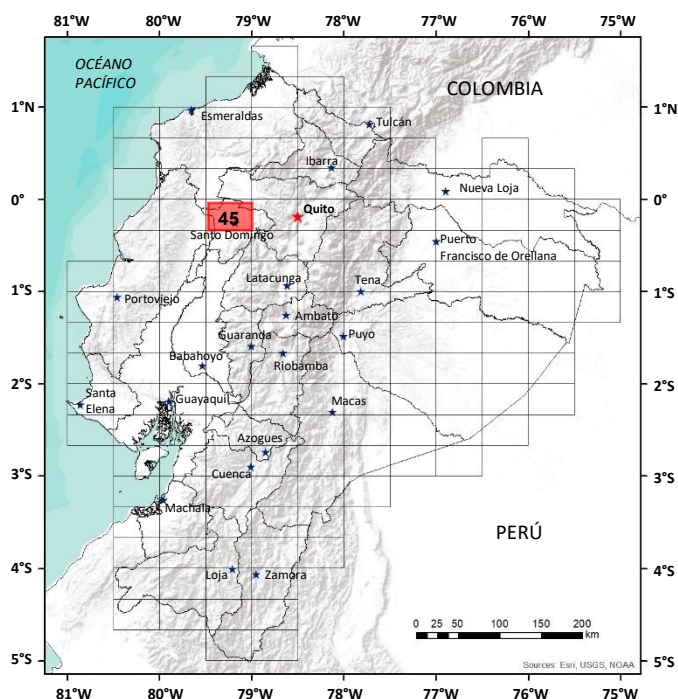 81°W 80°W 79°W 78°W 77°W 76°W 75°W
OCÉANO
PACÍFICO
COLOMBIA
1°N 1°N
Esmeraldas
Tulcán
Ibarra
Nueva Loja
0° 0°
Quito
45
Santo Domingo
Puerto
Francisco de Orellana
Latacunga
Tena
1°S 1°S
Portoviejo
Ambato
Guaranda
Puyo
Babahoyo
Riobamba
2°S 2°S
Santa
Elena
Guayaquil
Macas
Azogues
3°S 3°S
Cuenca
Machala
PERÚ
4°S 4°S
Loja
Zamora
0 25 50 100 150 200
km
5°S 5°S
Sources: Esri, USGS, NOAA
81°W 80°W 79°W 78°W 77°W 76°W 75°W